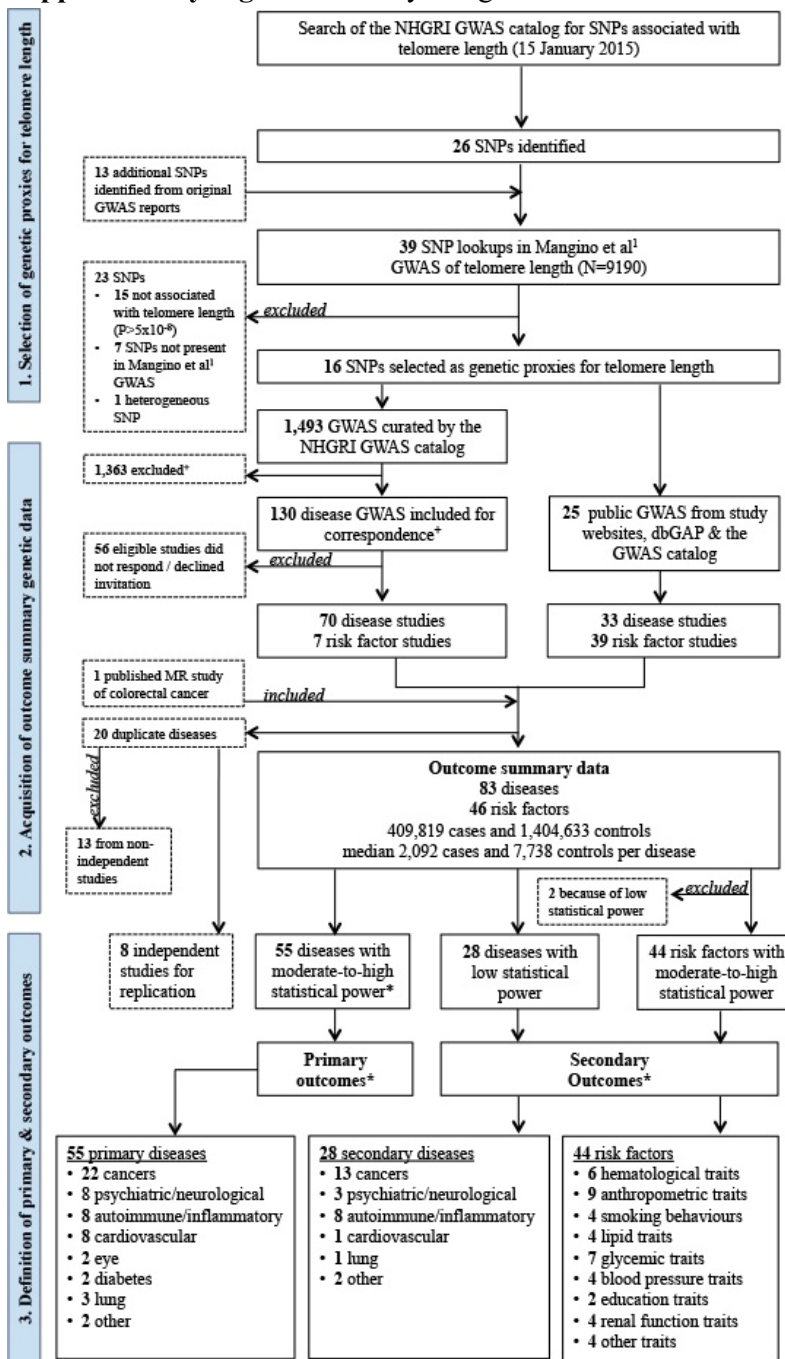 Search of the NHGRI GWAS catalog for SNPs associated with
telomere length (15 January 2015)
26 SNPs identified
13 additional SNPs
identified from original
GWAS reports
39 SNP lookups in Mangino et al¹
GWAS of telomere length (N=9190)
23 SNPs
- 15 not associated
with telomere length
(P>5x10⁻⁸)
- 7 SNPs not present
in Mangino et al¹
GWAS
- 1 heterogeneous
SNP
excluded
16 SNPs selected as genetic proxies for telomere length
1. Selection of genetic proxies for telomere length
1,493 GWAS curated by the
NHGRI GWAS catalog
1,363 excluded⁺
130 disease GWAS included for
correspondence⁺
25 public GWAS from study
websites, dbGAP & the
GWAS catalog
56 eligible studies did
not respond / declined
invitation
excluded
70 disease studies
7 risk factor studies
33 disease studies
39 risk factor studies
1 published MR study
of colorectal cancer
included
20 duplicate diseases
excluded
13 from non-
independent
studies
Outcome summary data
83 diseases
46 risk factors
409,819 cases and 1,404,633 controls
median 2,092 cases and 7,738 controls per disease
2 because of low
statistical power
excluded
2. Acquisition of outcome summary genetic data
8 independent
studies for
replication
55 diseases with
moderate-to-high
statistical power*
28 diseases with
low statistical
power
44 risk factors with
moderate-to-high
statistical power
Primary
outcomes*
Secondary
Outcomes*
55 primary diseases
• 22 cancers
• 8 psychiatric/neurological
• 8 autoimmune/inflammatory
• 8 cardiovascular
• 2 eye
• 2 diabetes
• 3 lung
• 2 other
28 secondary diseases
• 13 cancers
• 3 psychiatric/neurological
• 8 autoimmune/inflammatory
• 1 cardiovascular
• 1 lung
• 2 other
44 risk factors
• 6 hematological traits
• 9 anthropometric traits
• 4 smoking behaviours
• 4 lipid traits
• 7 glycemic traits
• 4 blood pressure traits
• 2 education traits
• 4 renal function traits
• 4 other traits
3. Definition of primary & secondary outcomes